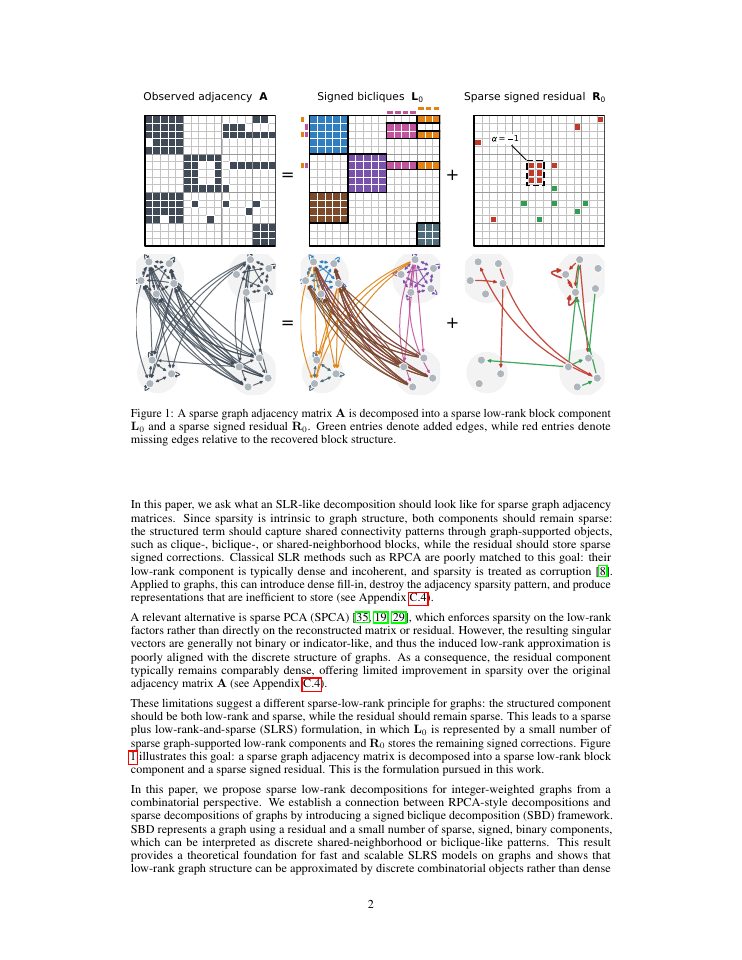 Observed adjacency A
Signed bicliques L0
Sparse signed residual R0
α = −1
=
+
=
+
Figure 1: A sparse graph adjacency matrix A is decomposed into a sparse low-rank block component
L0 and a sparse signed residual R0. Green entries denote added edges, while red entries denote
missing edges relative to the recovered block structure.
In this paper, we ask what an SLR-like decomposition should look like for sparse graph adjacency
matrices. Since sparsity is intrinsic to graph structure, both components should remain sparse:
the structured term should capture shared connectivity patterns through graph-supported objects,
such as clique-, biclique-, or shared-neighborhood blocks, while the residual should store sparse
signed corrections. Classical SLR methods such as RPCA are poorly matched to this goal: their
low-rank component is typically dense and incoherent, and sparsity is treated as corruption [8].
Applied to graphs, this can introduce dense fill-in, destroy the adjacency sparsity pattern, and produce
representations that are inefficient to store (see Appendix C.4).
A relevant alternative is sparse PCA (SPCA) [35, 19, 29], which enforces sparsity on the low-rank
factors rather than directly on the reconstructed matrix or residual. However, the resulting singular
vectors are generally not binary or indicator-like, and thus the induced low-rank approximation is
poorly aligned with the discrete structure of graphs. As a consequence, the residual component
typically remains comparably dense, offering limited improvement in sparsity over the original
adjacency matrix A (see Appendix C.4).
These limitations suggest a different sparse-low-rank principle for graphs: the structured component
should be both low-rank and sparse, while the residual should remain sparse. This leads to a sparse
plus low-rank-and-sparse (SLRS) formulation, in which L0 is represented by a small number of
sparse graph-supported low-rank components and R0 stores the remaining signed corrections. Figure
1 illustrates this goal: a sparse graph adjacency matrix is decomposed into a sparse low-rank block
component and a sparse signed residual. This is the formulation pursued in this work.
In this paper, we propose sparse low-rank decompositions for integer-weighted graphs from a
combinatorial perspective. We establish a connection between RPCA-style decompositions and
sparse decompositions of graphs by introducing a signed biclique decomposition (SBD) framework.
SBD represents a graph using a residual and a small number of sparse, signed, binary components,
which can be interpreted as discrete shared-neighborhood or biclique-like patterns. This result
provides a theoretical foundation for fast and scalable SLRS models on graphs and shows that
low-rank graph structure can be approximated by discrete combinatorial objects rather than dense
2